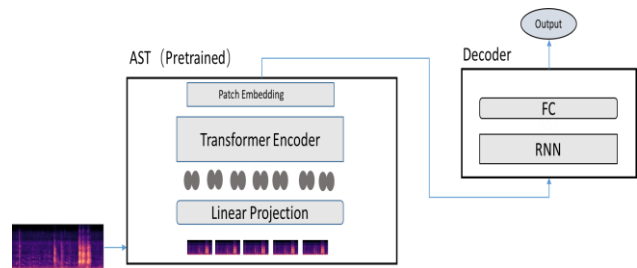 AST (Pretrained)
Patch Embedding
Transformer Encoder
Linear Projection
Output
Decoder
FC
RNN